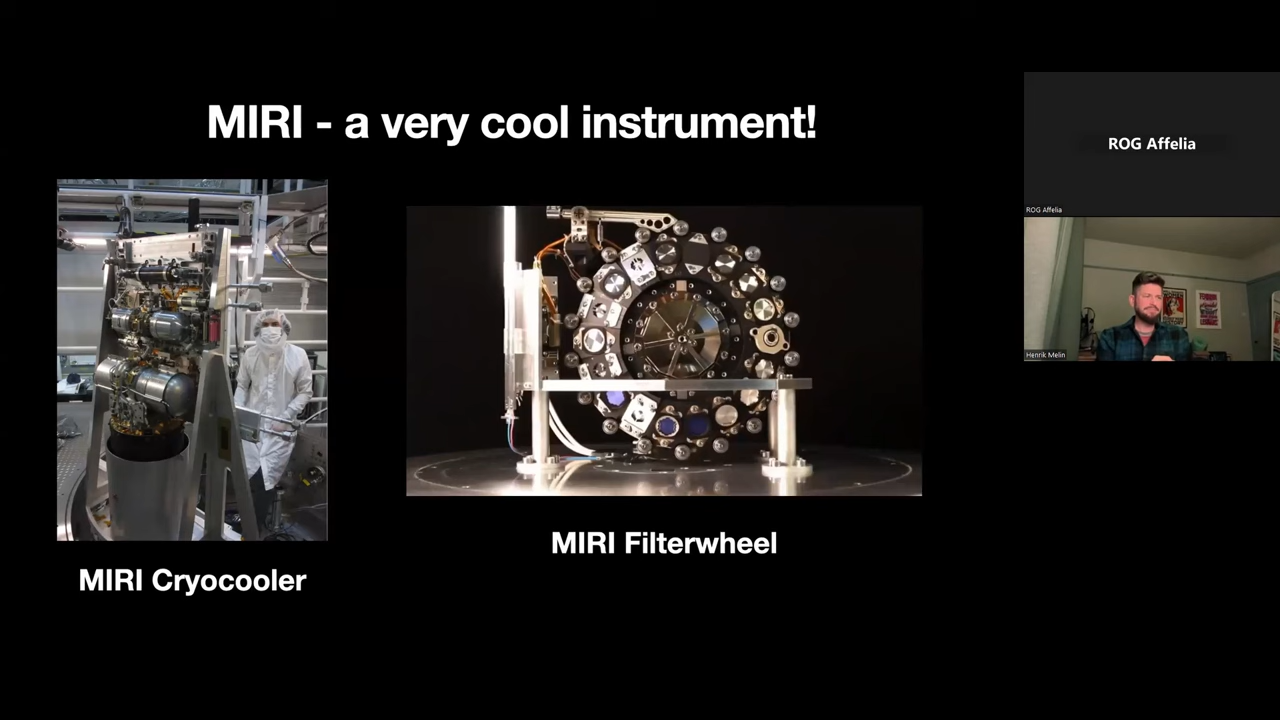 MIRI - a very cool instrument!
MIRI Cryocooler
MIRI Filterwheel
ROG Affelia
ROG Affelia
Henrik Melin